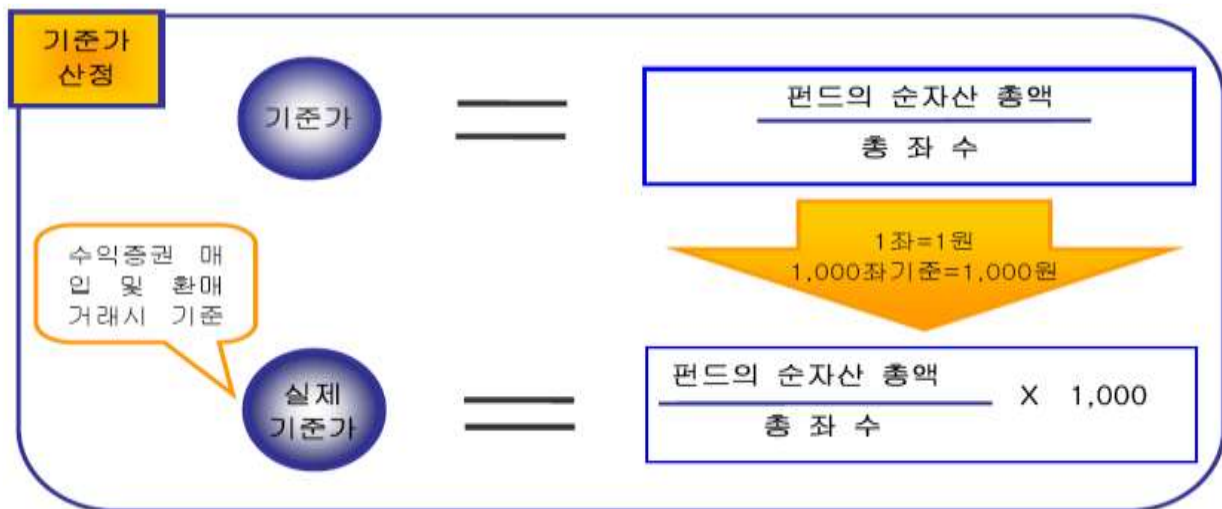 기준가
산정
기준가
펀드의 순자산 총액
총 좌 수
1좌=1원
1,000좌기준=1,000원
수익증권 매
입 및 환매
거래시 기준
실제
기준가
펀드의 순자산 총액
총 좌 수
X 1,000